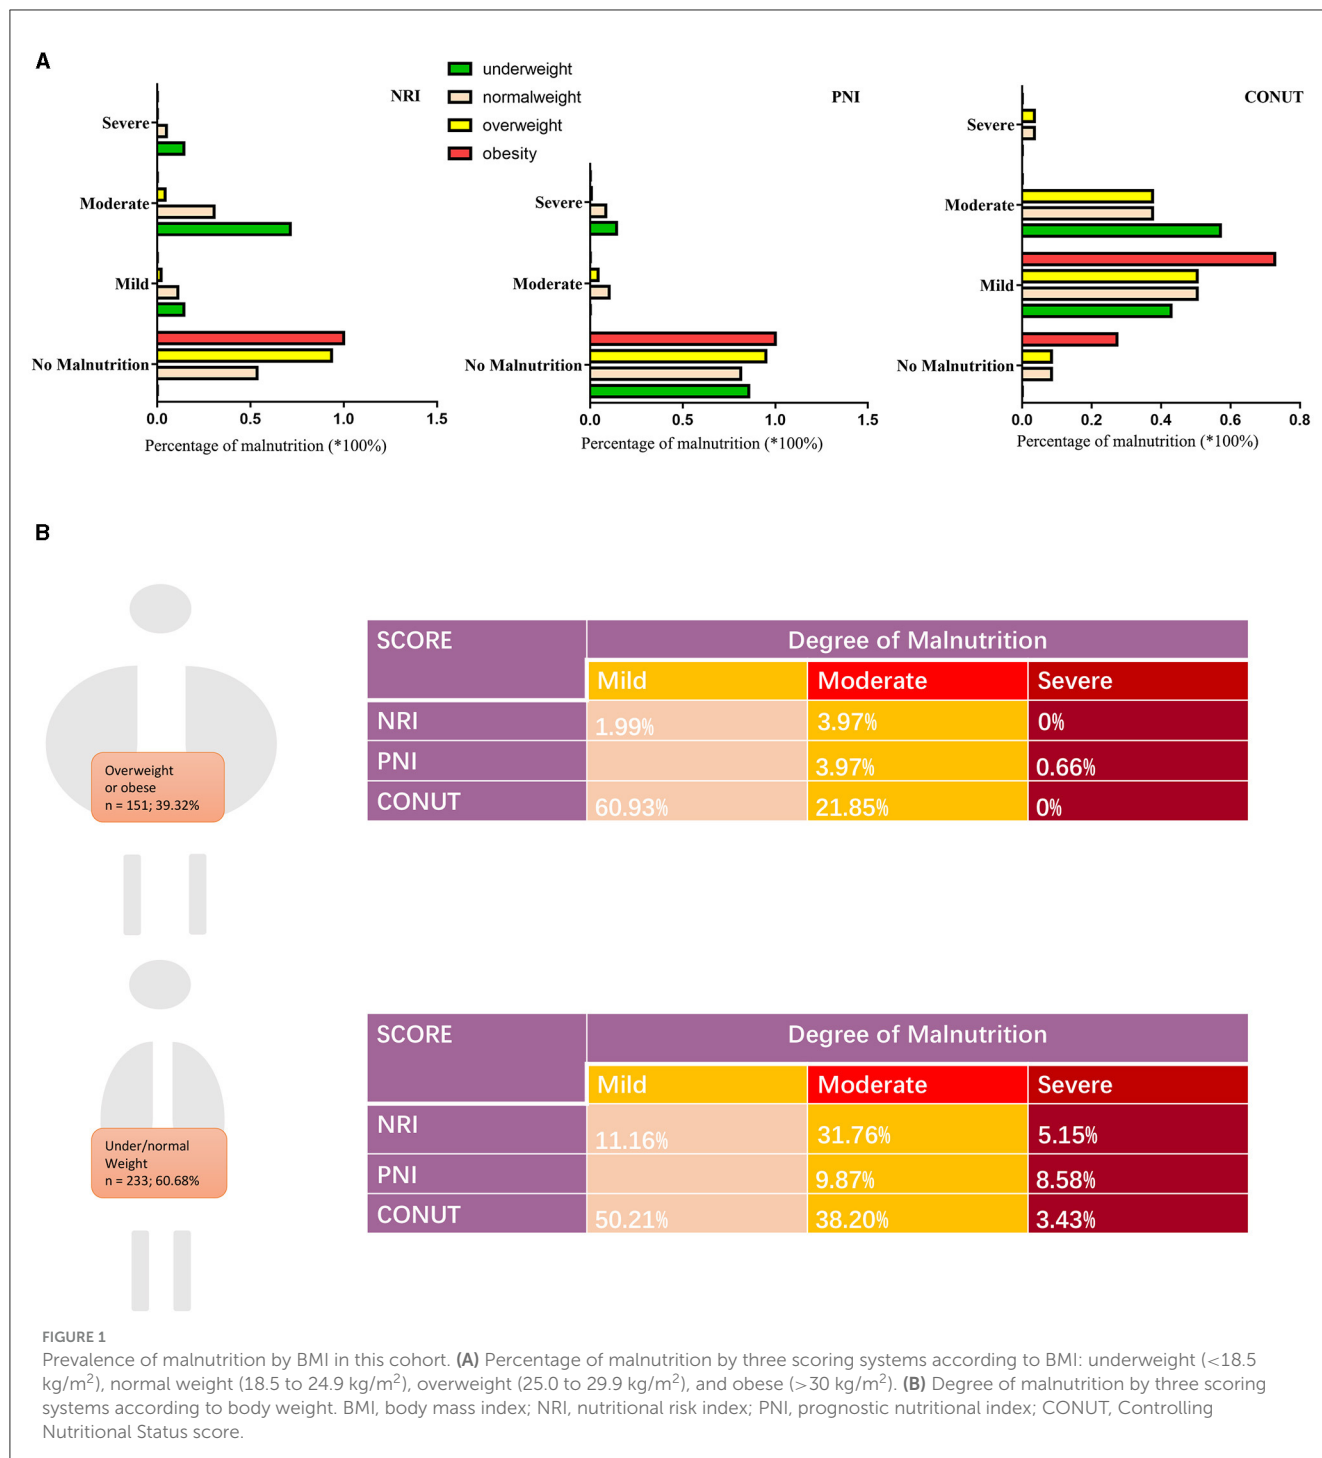 A
underweight
normalweight
overweight
obesity
NRI
Severe
Moderate
Mild
No Malnutrition
0.0 0.5 1.0 1.5
Percentage of malnutrition (*100%)
PNI
Severe
Moderate
No Malnutrition
0.0 0.5 1.0 1.5
Percentage of malnutrition (*100%)
CONUT
Severe
Moderate
Mild
No Malnutrition
0.0 0.2 0.4 0.6 0.8
Percentage of malnutrition (*100%)
B
Overweight
or obese
n = 151; 39.32%
SCORE Degree of Malnutrition
Mild Moderate Severe
NRI 1.99% 3.97% 0%
PNI 3.97% 0.66%
CONUT 60.93% 21.85% 0%
Under/normal
Weight
n = 233; 60.68%
SCORE Degree of Malnutrition
Mild Moderate Severe
NRI 11.16% 31.76% 5.15%
PNI 9.87% 8.58%
CONUT 50.21% 38.20% 3.43%
FIGURE 1
Prevalence of malnutrition by BMI in this cohort. (A) Percentage of malnutrition by three scoring systems according to BMI: underweight (<18.5
kg/m²), normal weight (18.5 to 24.9 kg/m²), overweight (25.0 to 29.9 kg/m²), and obese (>30 kg/m²). (B) Degree of malnutrition by three scoring
systems according to body weight. BMI, body mass index; NRI, nutritional risk index; PNI, prognostic nutritional index; CONUT, Controlling
Nutritional Status score.